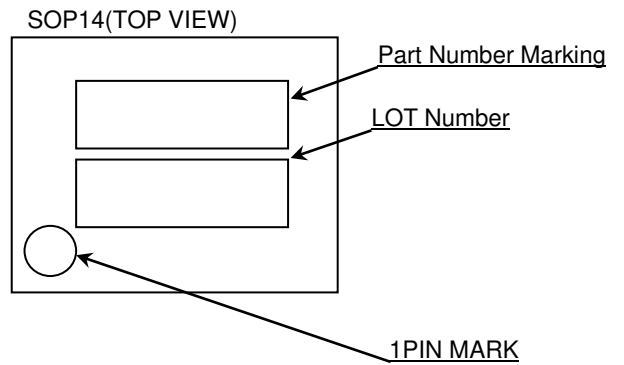 SOP14(TOP VIEW)
Part Number Marking
LOT Number
1PIN MARK